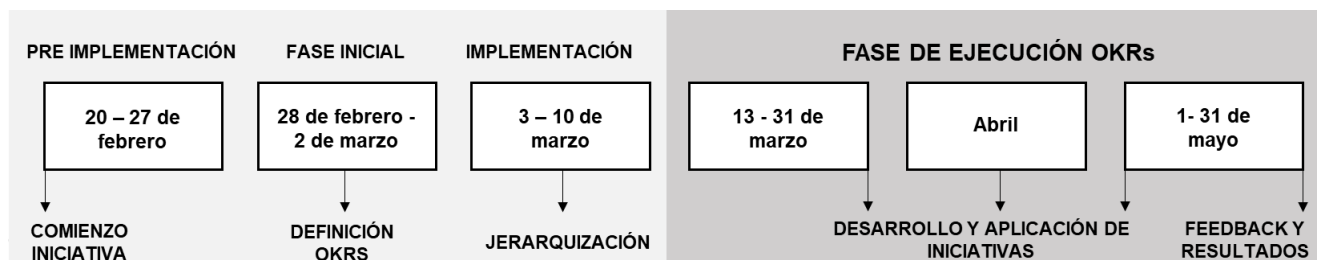 PRE IMPLEMENTACIÓN
FASE INICIAL
IMPLEMENTACIÓN
FASE DE EJECUCIÓN OKRs
20 – 27 de
febrero
28 de febrero -
2 de marzo
3 – 10 de
marzo
13 - 31 de
marzo
Abril
1- 31 de
mayo
COMIENZO
INICIATIVA
DEFINICIÓN
OKRS
JERARQUIZACIÓN
DESARROLLO Y APLICACIÓN DE
INICIATIVAS
FEEDBACK Y
RESULTADOS